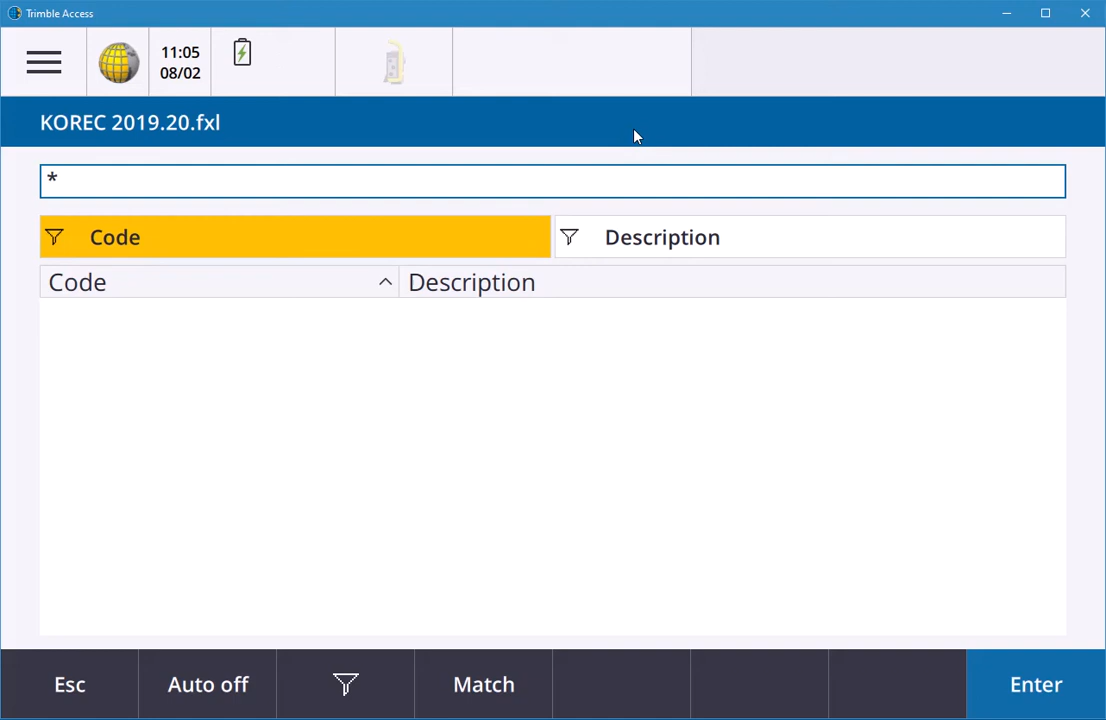 Trimble Access
11:05
08/02
KOREC 2019.20.fxl
*
Code
Description
Code
Description
Esc
Auto off
Match
Enter